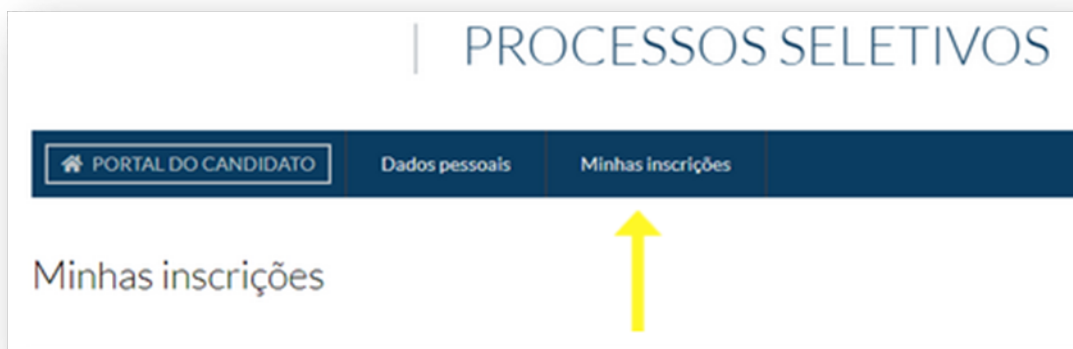 PROCESSOS SELETIVOS
PORTAL DO CANDIDATO Dados pessoais Minhas inscrições
Minhas inscrições